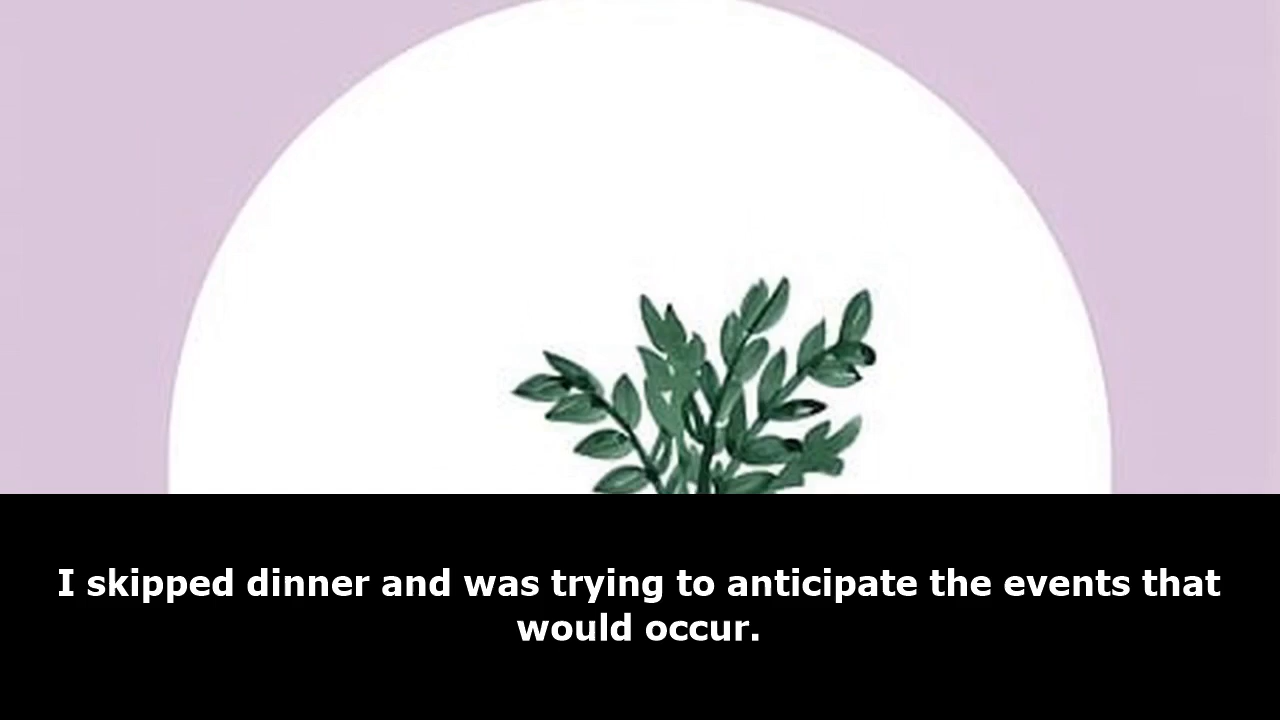 I skipped dinner and was trying to anticipate the events that
would occur.